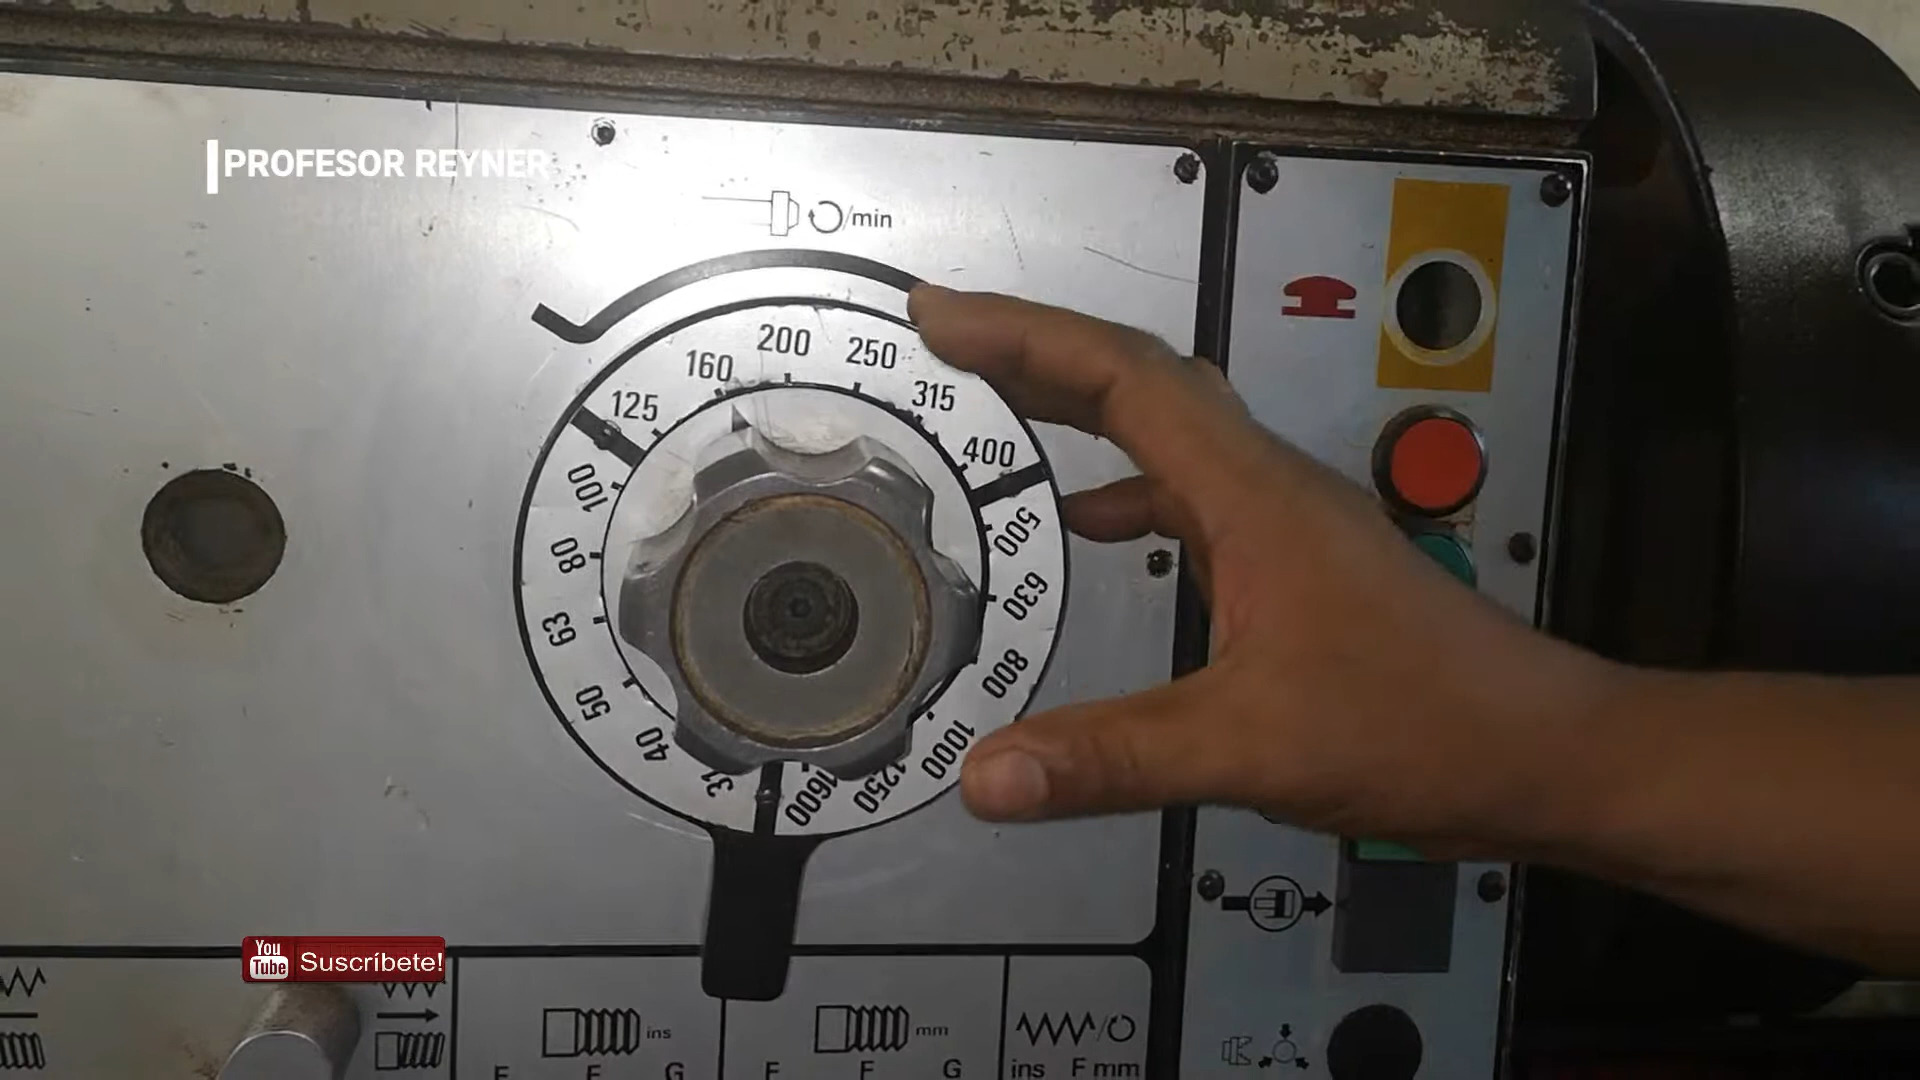 PROFESOR REYNER
/min
200
250
160
315
125
400
100
500
80
630
63
800
50
1000
40
1250
1600
You
Tube
Suscríbete!
ins
mm
ins F mm
F G
F F G